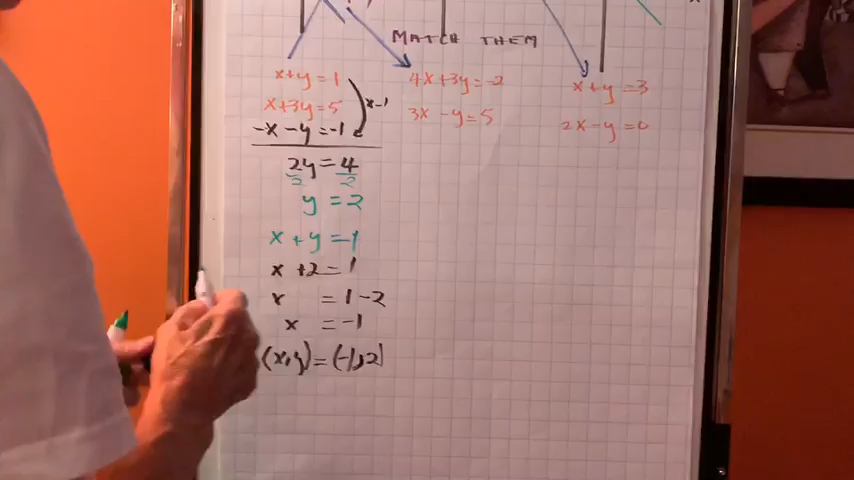 MATCH THEM
x+y=1
x+3y=5
x-1
-x-y=-1
2y=4
2 2
y=2
x+y=1
x+2=1
x =1-2
x =-1
(x,y)=(-1,2)
4x+3y=-2
3x-y=5
x+y=3
2x-y=0